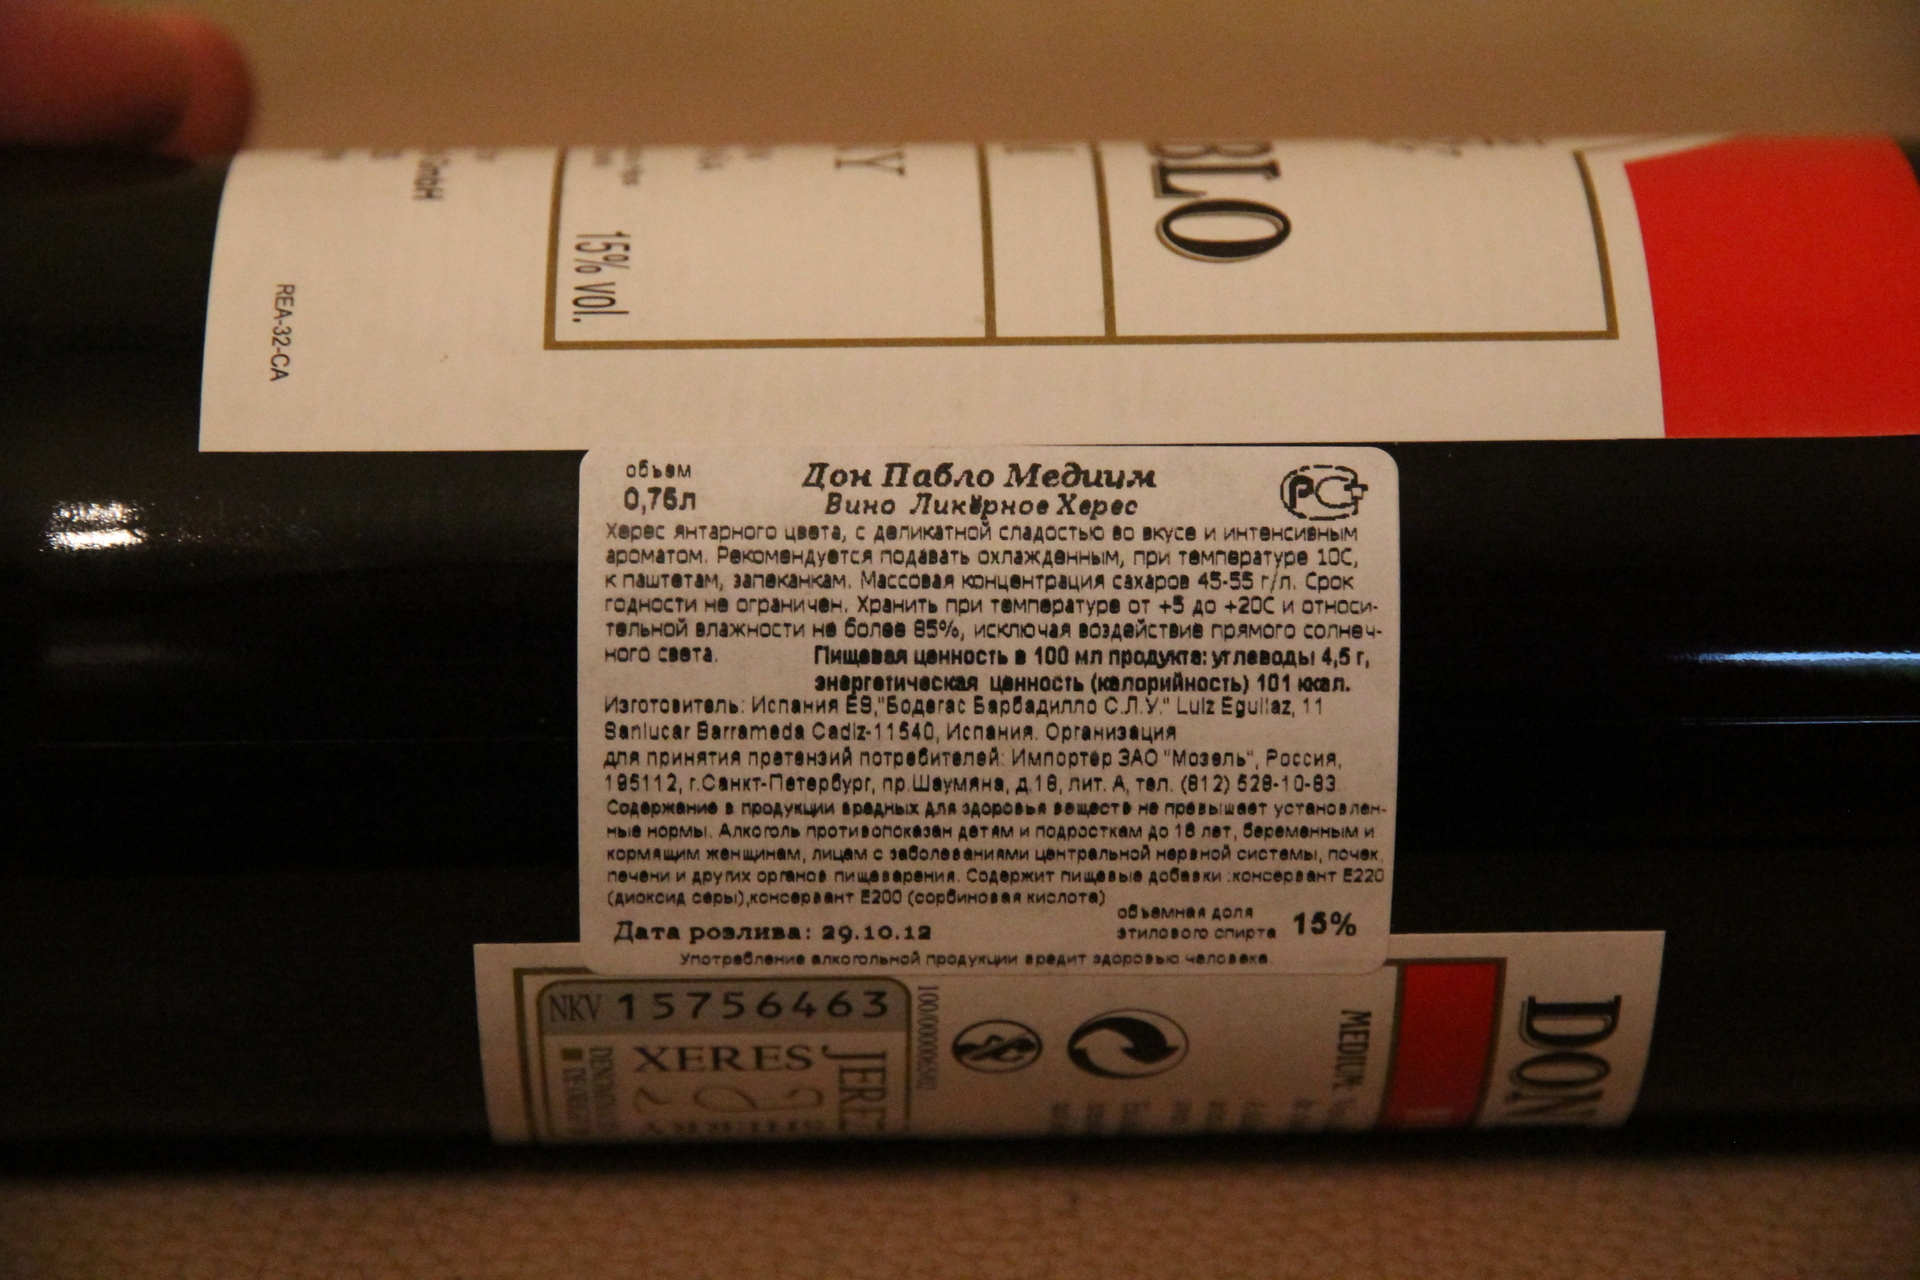 GmbH
REA-32-CA
15% vol.
BLO
объем
0,75л
Дон Пабло Медиум
Вино Ликёрное Херес
РСТ
Херес янтарного цвета, с деликатной сладостью во вкусе и интенсивным
ароматом. Рекомендуется подавать охлажденным, при температуре 10С,
к паштетам, запеканкам. Массовая концентрация сахаров 45-55 г/л. Срок
годности не ограничен. Хранить при температуре от +5 до +20С и относи-
тельной влажности не более 85%, исключая воздействие прямого солнеч-
ного света.
Пищевая ценность в 100 мл продукта: углеводы 4,5 г,
энергетическая ценность (калорийность) 101 ккал.
Изготовитель: Испания ES,"Бодегас Барбадилло С.Л.У." Luiz Eguilaz, 11
Sanlucar Barrameda Cadiz-11540, Испания. Организация
для принятия претензий потребителей: Импортер ЗАО "Мозель", Россия,
195112, г.Санкт-Петербург, пр.Шаумяна, д.18, лит. А, тел. (812) 528-10-83
Содержание в продукции вредных для здоровья веществ не превышает установлен-
ные нормы. Алкоголь противопоказан детям и подросткам до 18 лет, беременным и
кормящим женщинам, лицам с заболеваниями центральной нервной системы, почек,
печени и других органов пищеварения. Содержит пищевые добавки :консервант Е220
(диоксид серы),консервант Е200 (сорбиновая кислота)
Дата розлива: 29.10.12
объемная доля
этилового спирта 15%
Употребление алкогольной продукции вредит здоровью человека.
NKV 15756463
XERES
SHERRY
MEDIUM
DON